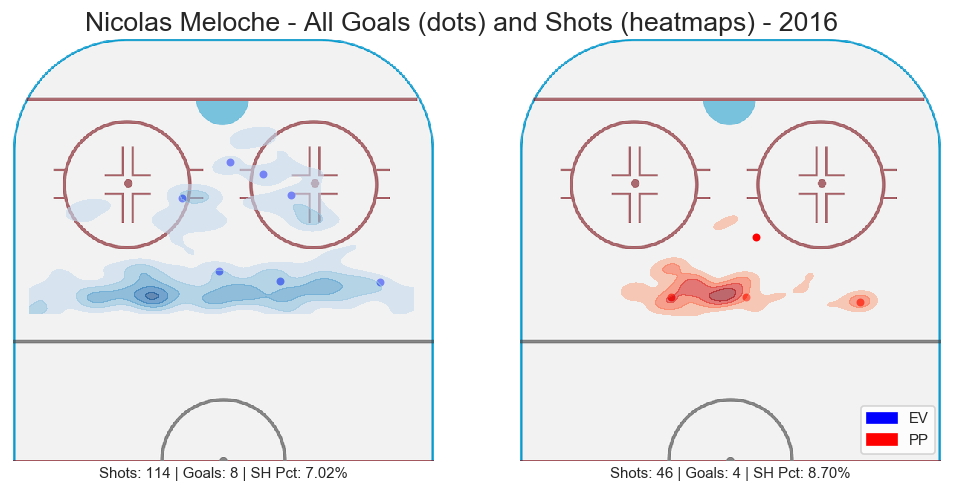 Nicolas Meloche - All Goals (dots) and Shots (heatmaps) - 2016
EV
PP
Shots: 114 | Goals: 8 | SH Pct: 7.02%
Shots: 46 | Goals: 4 | SH Pct: 8.70%